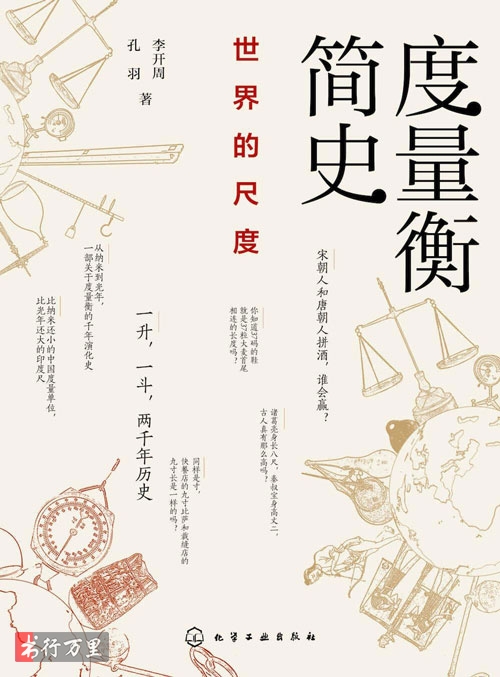 度量衡
简史
世界的尺度
李开周
孔羽 著
宋朝人和唐朝人拼酒，谁会赢？
你知道37码的鞋
就是37粒大麦首尾
相连的长度吗？
从纳米到光年，
一部关于度量衡的千年演化史
比纳米还小的中国度量单位，
比光年还大的印度尺
一升，一斗，两千年历史
诸葛亮身长八尺，秦叔宝身高丈二，
古人真有那么高吗？
同样是寸，
快餐店的九寸比萨和裁缝店的
九寸长是一样的吗？
化学工业出版社
书行万里